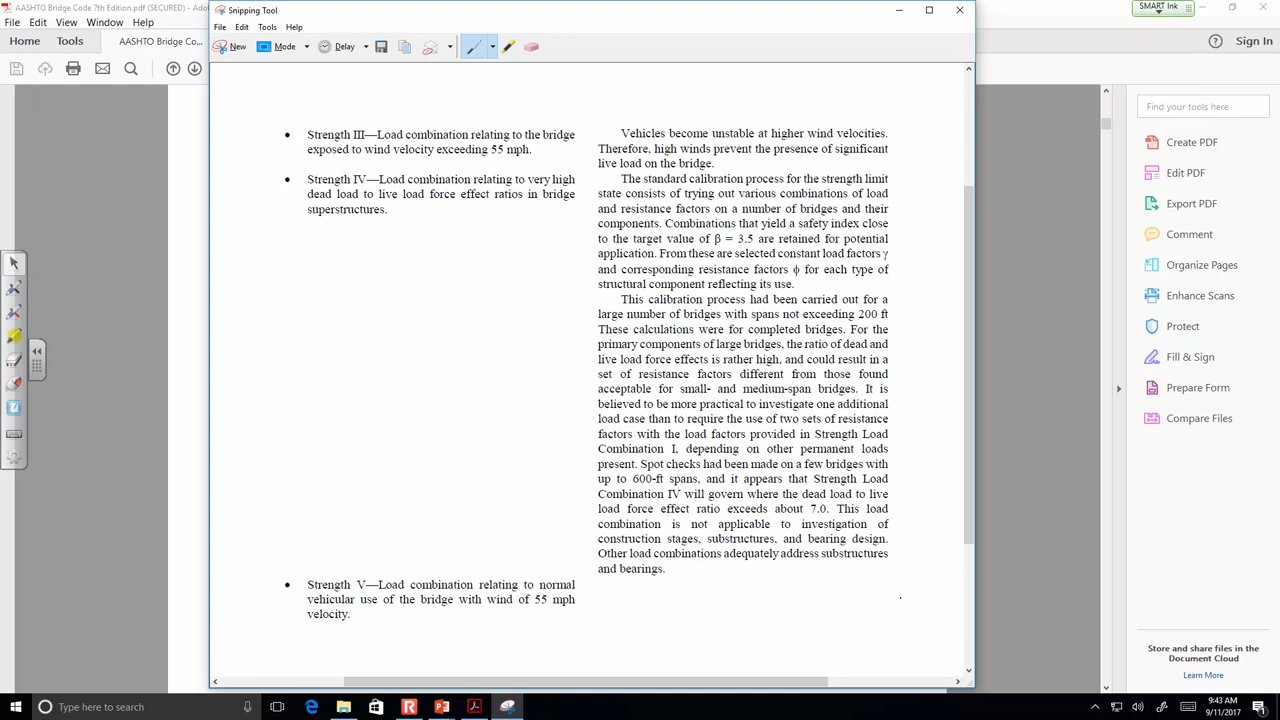 AASHTO Bridge Code 7th Edition.pdf (SECURED) -
File Edit View Window Help
Home Tools AASHTO Bridge Co...
Snipping Tool
File Edit Tools Help
New Mode Delay
SMART Ink
Sign In
• Strength III—Load combination relating to the bridge
exposed to wind velocity exceeding 55 mph.
• Strength IV—Load combination relating to very high
dead load to live load force effect ratios in bridge
superstructures.
• Strength V—Load combination relating to normal
vehicular use of the bridge with wind of 55 mph
velocity.
Vehicles become unstable at higher wind velocities.
Therefore, high winds prevent the presence of significant
live load on the bridge.
The standard calibration process for the strength limit
state consists of trying out various combinations of load
and resistance factors on a number of bridges and their
components. Combinations that yield a safety index close
to the target value of β = 3.5 are retained for potential
application. From these are selected constant load factors γ
and corresponding resistance factors ϕ for each type of
structural component reflecting its use.
This calibration process had been carried out for a
large number of bridges with spans not exceeding 200 ft
These calculations were for completed bridges. For the
primary components of large bridges, the ratio of dead and
live load force effects is rather high, and could result in a
set of resistance factors different from those found
acceptable for small- and medium-span bridges. It is
believed to be more practical to investigate one additional
load case than to require the use of two sets of resistance
factors with the load factors provided in Strength Load
Combination I, depending on other permanent loads
present. Spot checks had been made on a few bridges with
up to 600-ft spans, and it appears that Strength Load
Combination IV will govern where the dead load to live
load force effect ratio exceeds about 7.0. This load
combination is not applicable to investigation of
construction stages, substructures, and bearing design.
Other load combinations adequately address substructures
and bearings.
Find your tools here
Create PDF
Edit PDF
Export PDF
Comment
Organize Pages
Enhance Scans
Protect
Fill & Sign
Prepare Form
Compare Files
Store and share files in the
Document Cloud
Learn More
Type here to search
9:43 AM
9/11/2017